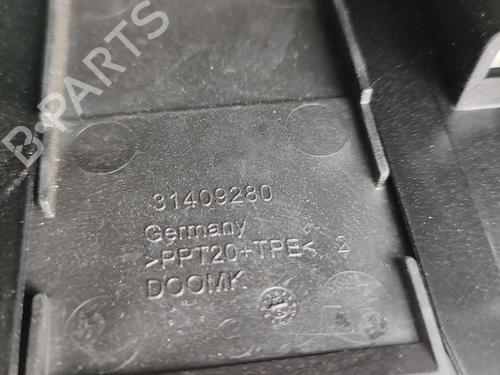 B-PARTS
31409280
Germany
>PPT20+TPE< 2
DOOMK